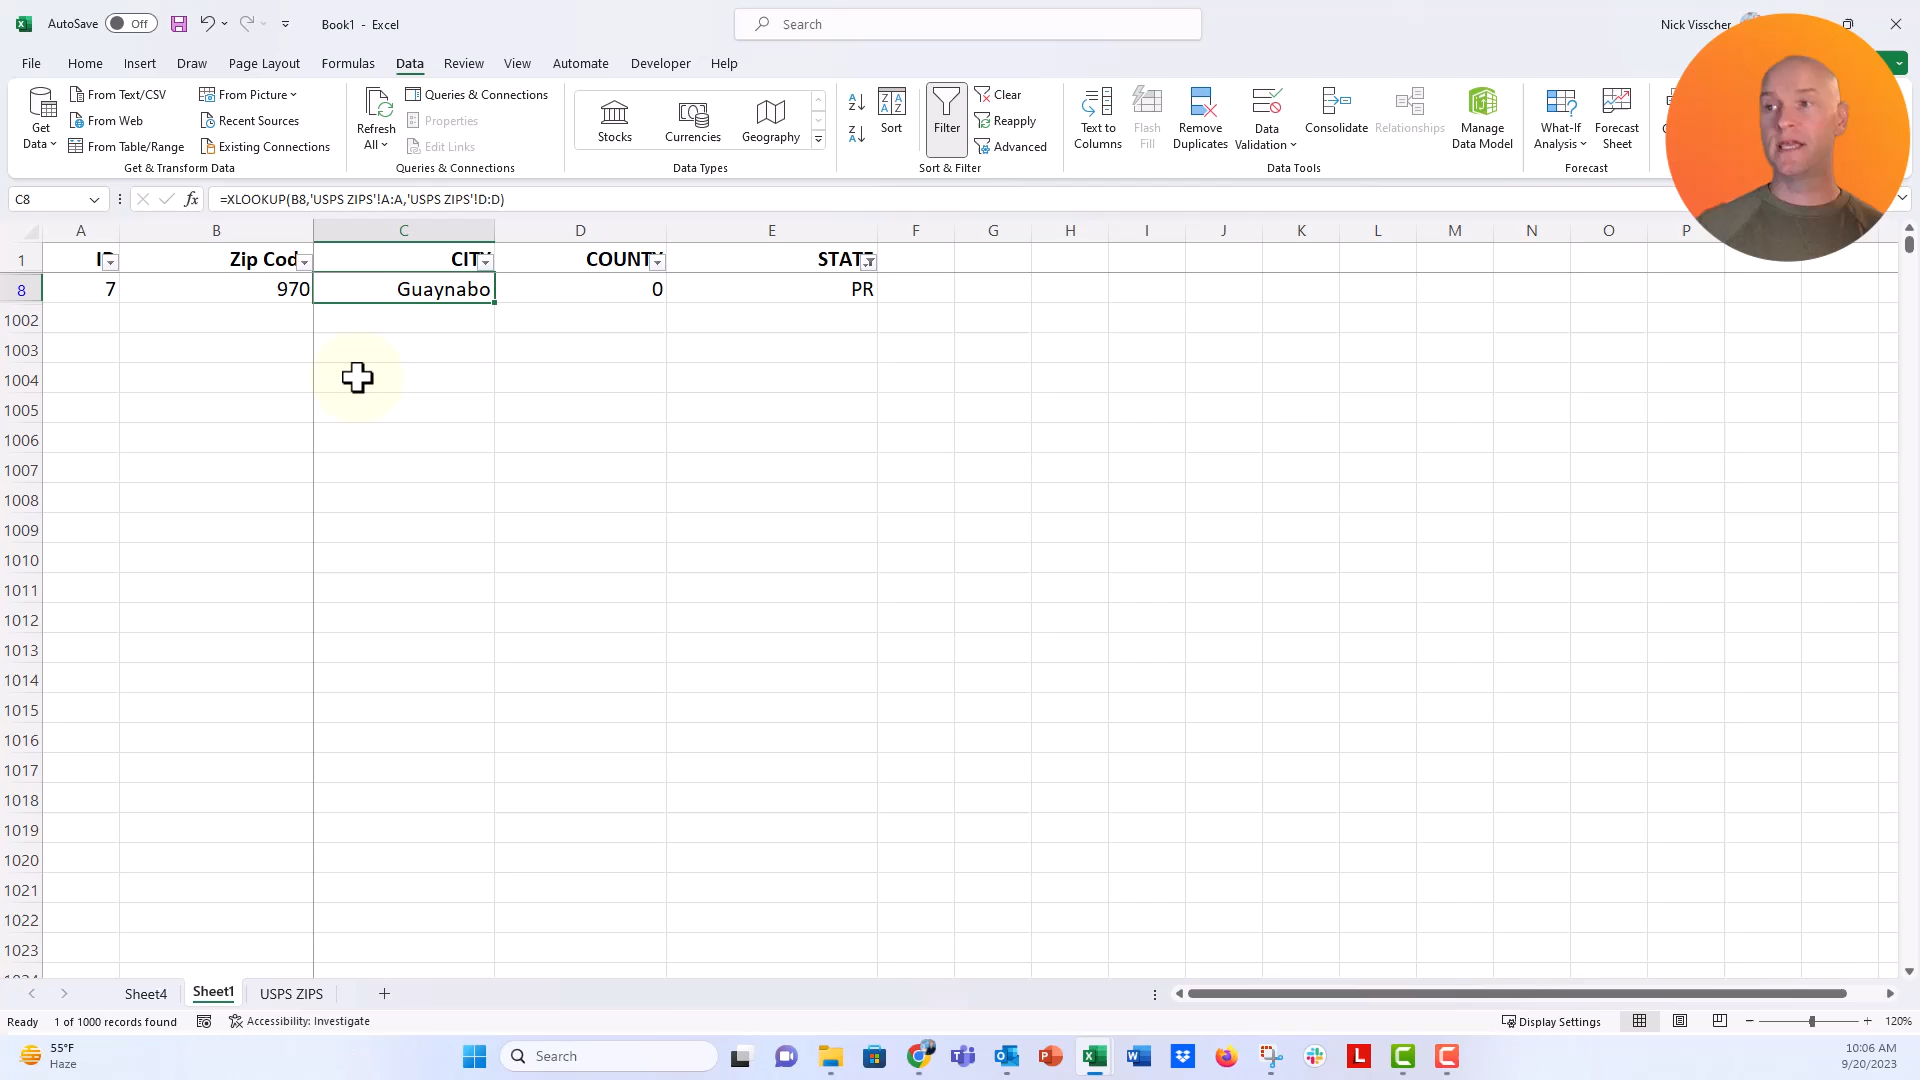 AutoSave Off Book1 - Excel Search Nick Visscher
File Home Insert Draw Page Layout Formulas Data Review View Automate Developer Help
Get Data
From Text/CSV
From Web
From Table/Range
From Picture
Recent Sources
Existing Connections
Get & Transform Data
Refresh All
Queries & Connections
Properties
Edit Links
Queries & Connections
Stocks Currencies Geography
Data Types
Sort
Filter
Clear
Reapply
Advanced
Sort & Filter
Text to Columns
Flash Fill
Remove Duplicates
Data Validation
Consolidate
Relationships
Manage Data Model
Data Tools
What-If Analysis
Forecast Sheet
Forecast
C8 fx =XLOOKUP(B8,'USPS ZIPS'!A:A,'USPS ZIPS'!D:D)
A B C D E F G H I J K L M N O P
1 Zip Cod CIT COUNT STAT
8 7 970 Guaynabo 0 PR
1002
1003
1004
1005
1006
1007
1008
1009
1010
1011
1012
1013
1014
1015
1016
1017
1018
1019
1020
1021
1022
1023
Sheet4 Sheet1 USPS ZIPS
Ready 1 of 1000 records found Accessibility: Investigate Display Settings 120%
55°F
Haze
Search
10:06 AM
9/20/2023